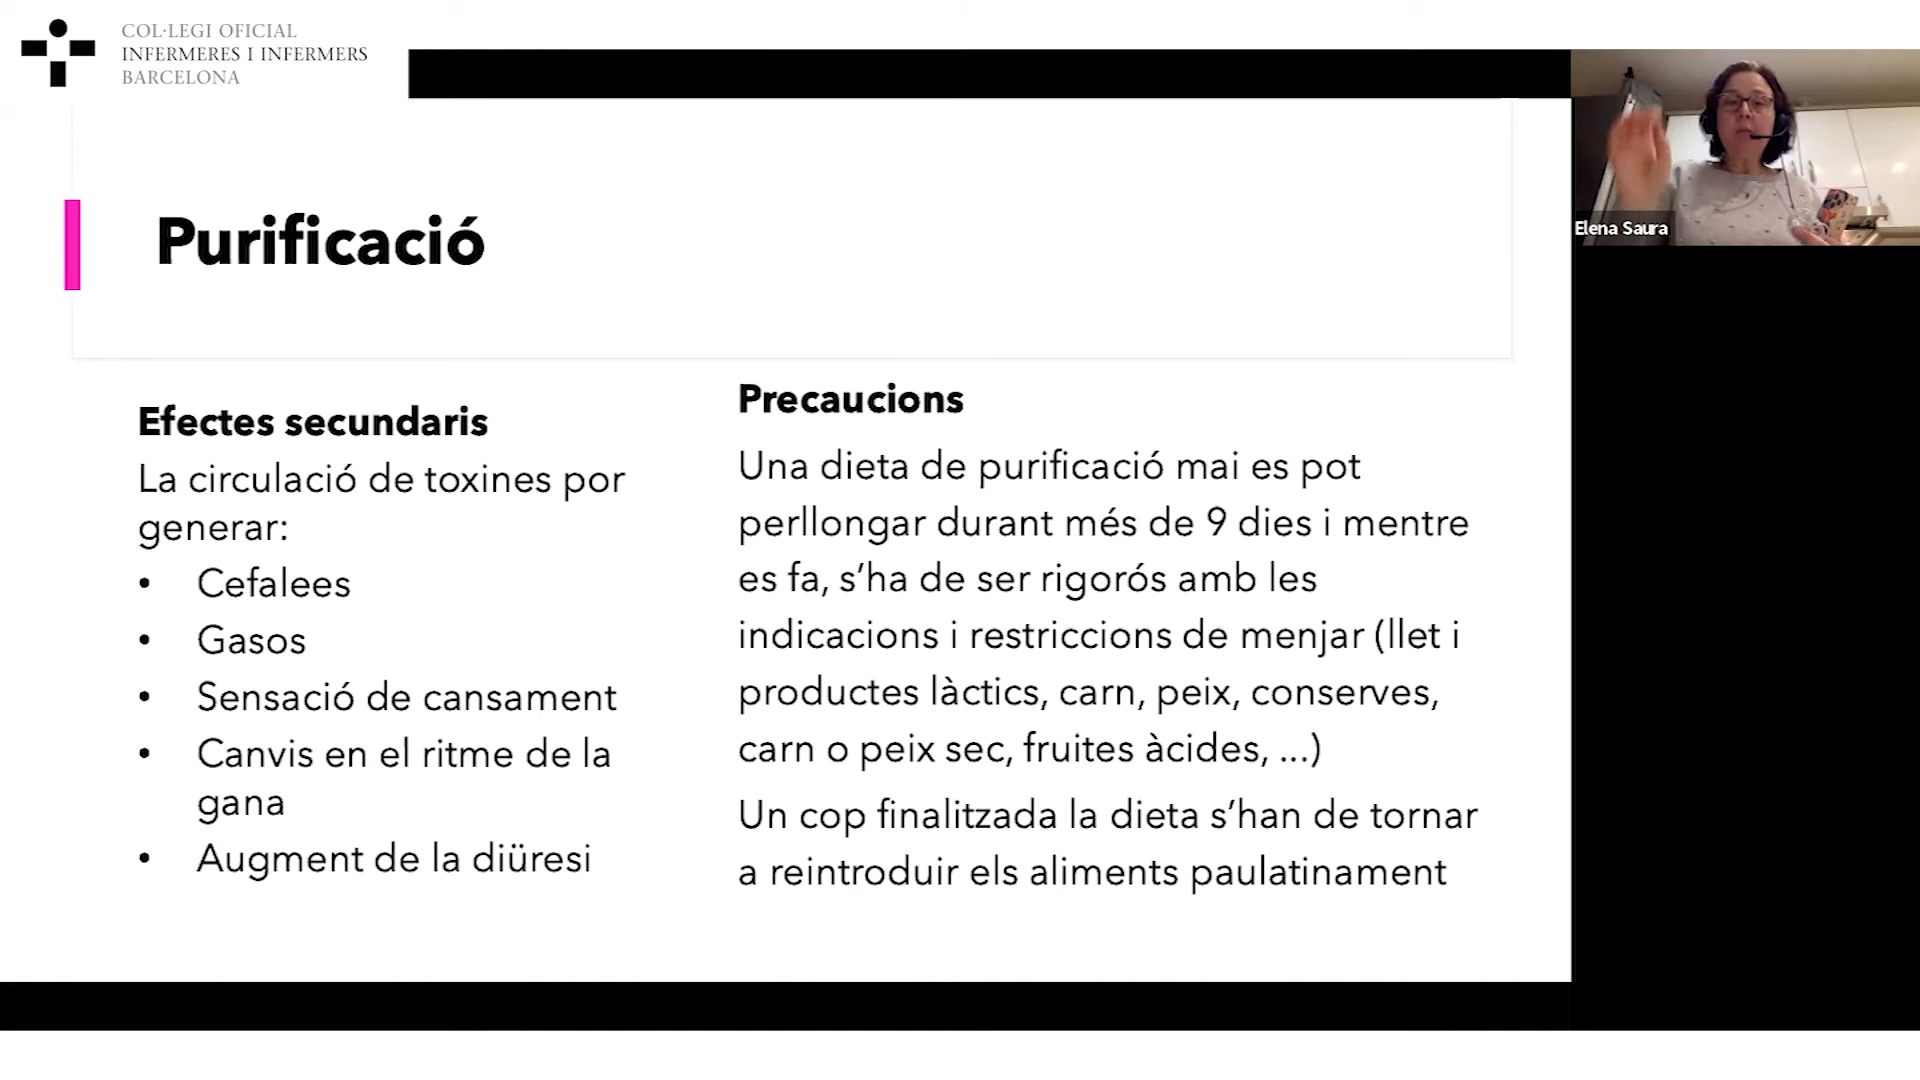 COL·LEGI OFICIAL
INFERMERES I INFERMERS
BARCELONA
Elena Saura
Purificació
Efectes secundaris
La circulació de toxines por
generar:
• Cefalees
• Gasos
• Sensació de cansament
• Canvis en el ritme de la
gana
• Augment de la diüresi
Precaucions
Una dieta de purificació mai es pot
perllongar durant més de 9 dies i mentre
es fa, s’ha de ser rigorós amb les
indicacions i restriccions de menjar (llet i
productes làctics, carn, peix, conserves,
carn o peix sec, fruites àcides, ...)
Un cop finalitzada la dieta s’han de tornar
a reintroduir els aliments paulatinament